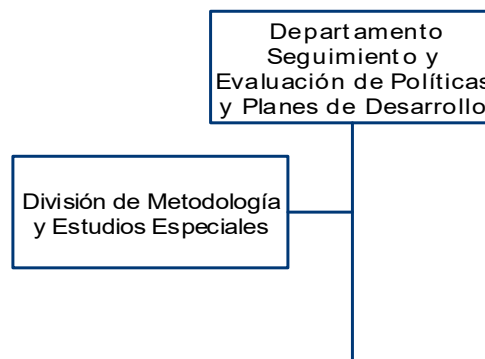 Departamento
Seguimiento y
Evaluación de Políticas
y Planes de Desarrollo
División de Metodología
y Estudios Especiales